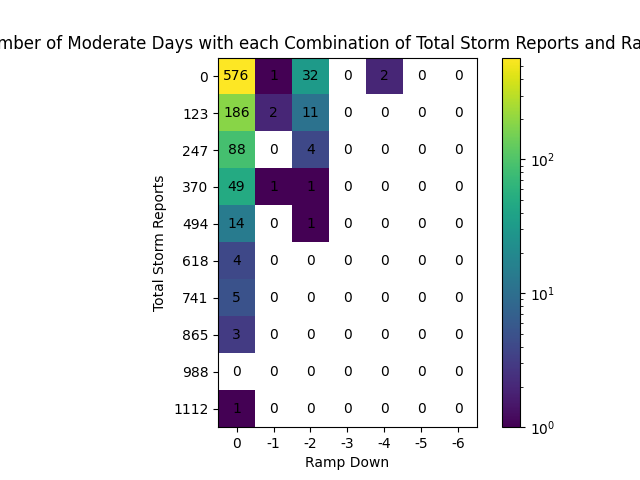 mber of Moderate Days with each Combination of Total Storm Reports and Ra
0 576 1 32 0 2 0 0
123 186 2 11 0 0 0 0
247 88 0 4 0 0 0 0
370 49 1 1 0 0 0 0
494 14 0 1 0 0 0 0
618 4 0 0 0 0 0 0
741 5 0 0 0 0 0 0
865 3 0 0 0 0 0 0
988 0 0 0 0 0 0 0
1112 1 0 0 0 0 0 0
0 -1 -2 -3 -4 -5 -6
Ramp Down
Total Storm Reports
10²
10¹
10⁰